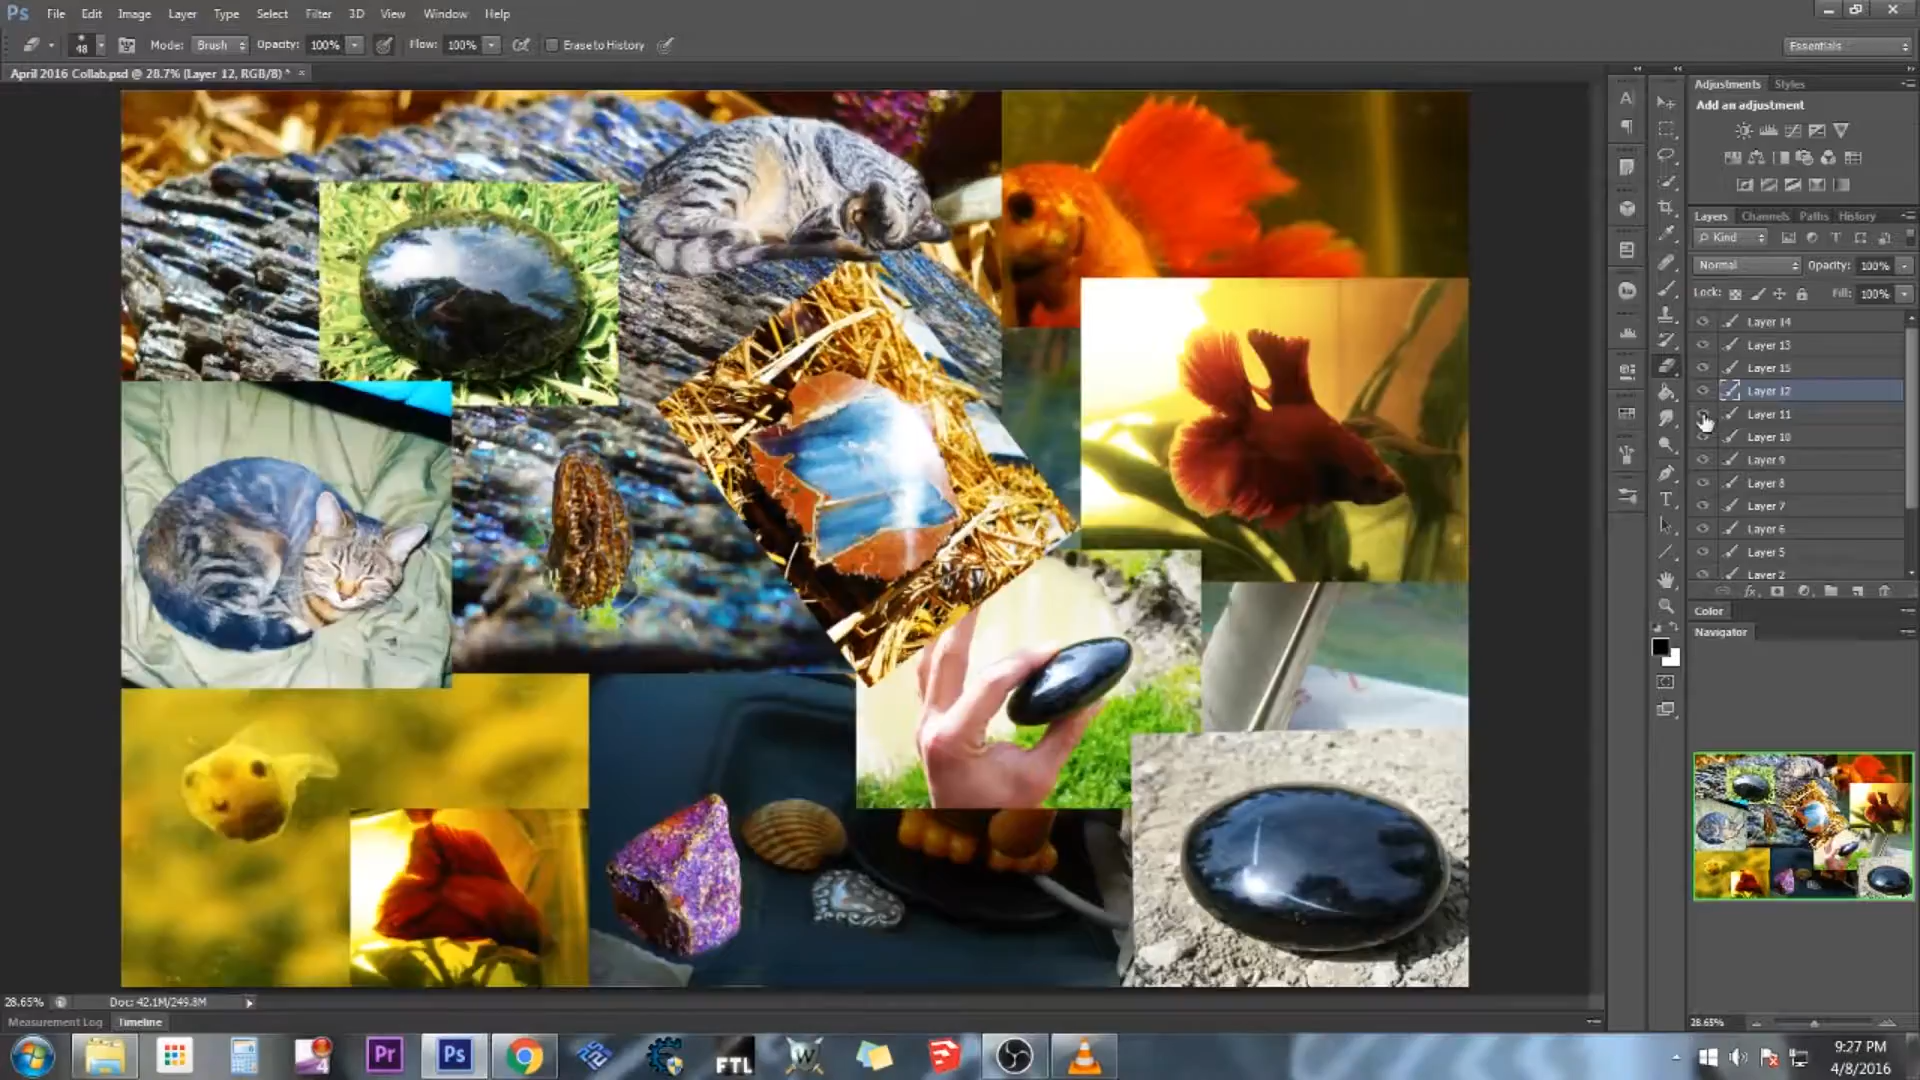 Ps File Edit Image Layer Type Select Filter 3D View Window Help
48 Mode: Brush Opacity: 100% Flow: 100% Erase to History Essentials
April 2016 Collab.psd @ 28.7% (Layer 12, RGB/8) * ×
Adjustments Styles
Add an adjustment
Layers Channels Paths History
Kind
Normal Opacity: 100%
Lock: Fill: 100%
Layer 14
Layer 13
Layer 15
Layer 12
Layer 11
Layer 10
Layer 9
Layer 8
Layer 7
Layer 6
Layer 5
Layer 2
Color
Navigator
28.65% Doc: 42.1M/249.8M
28.65%
Measurement Log Timeline
4 Pr Ps FTL W
9:27 PM
4/8/2016